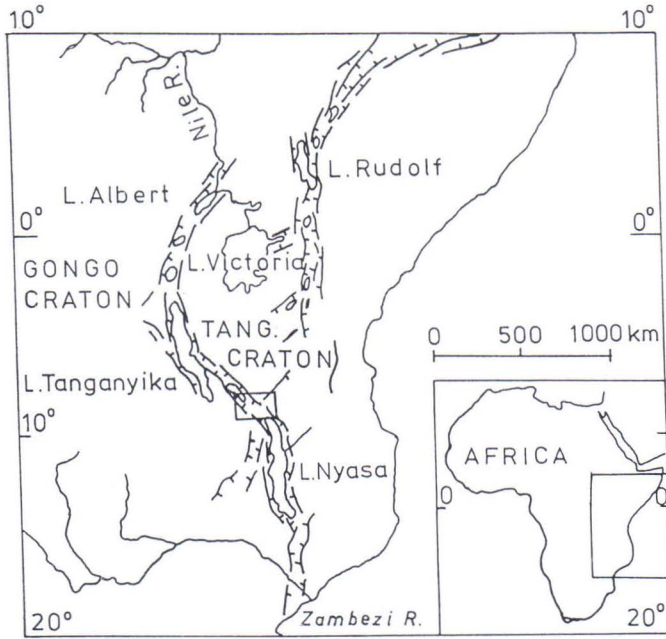 10°
10°
Nile R.
L.Rudolf
L.Albert
0°
0°
L.Victoria
GONGO
CRATON
TANG.
CRATON
0 500 1000 km
L.Tanganyika
10°
L.Nyasa
AFRICA
0
0
20°
Zambezi R.
20°